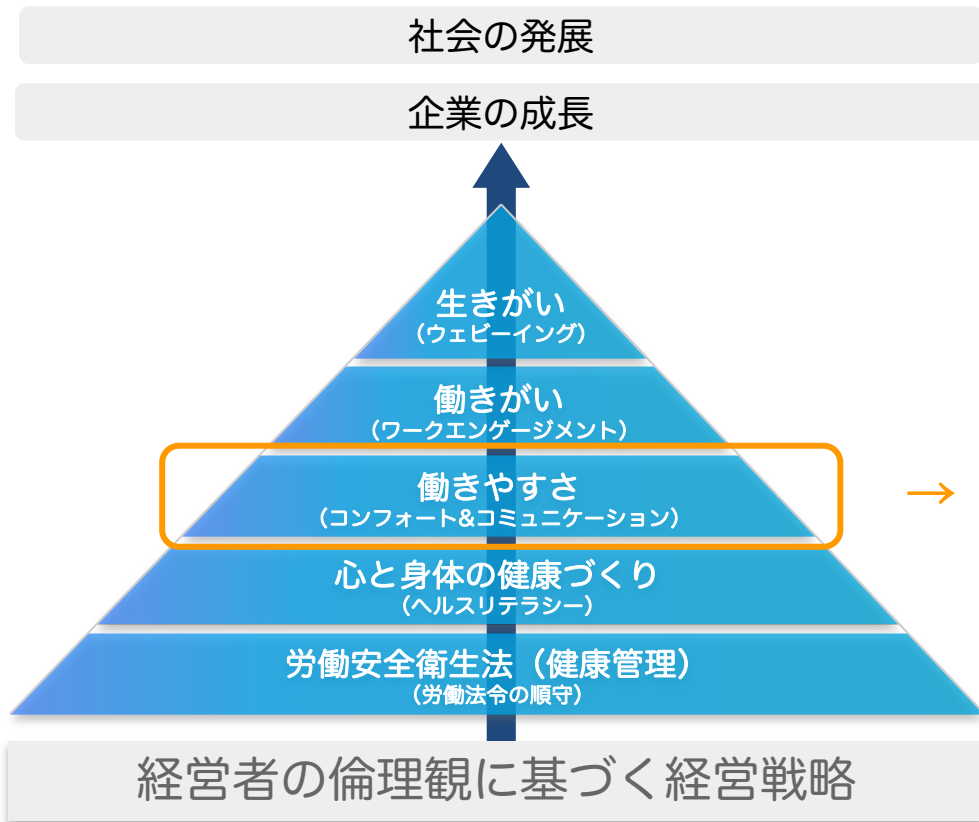 社会の発展
企業の成長
生きがい
（ウェビーイング）
働きがい
（ワークエンゲージメント）
働きやすさ
（コンフォート&コミュニケーション）
→
心と身体の健康づくり
（ヘルスリテラシー）
労働安全衛生法（健康管理）
（労働法令の順守）
経営者の倫理観に基づく経営戦略